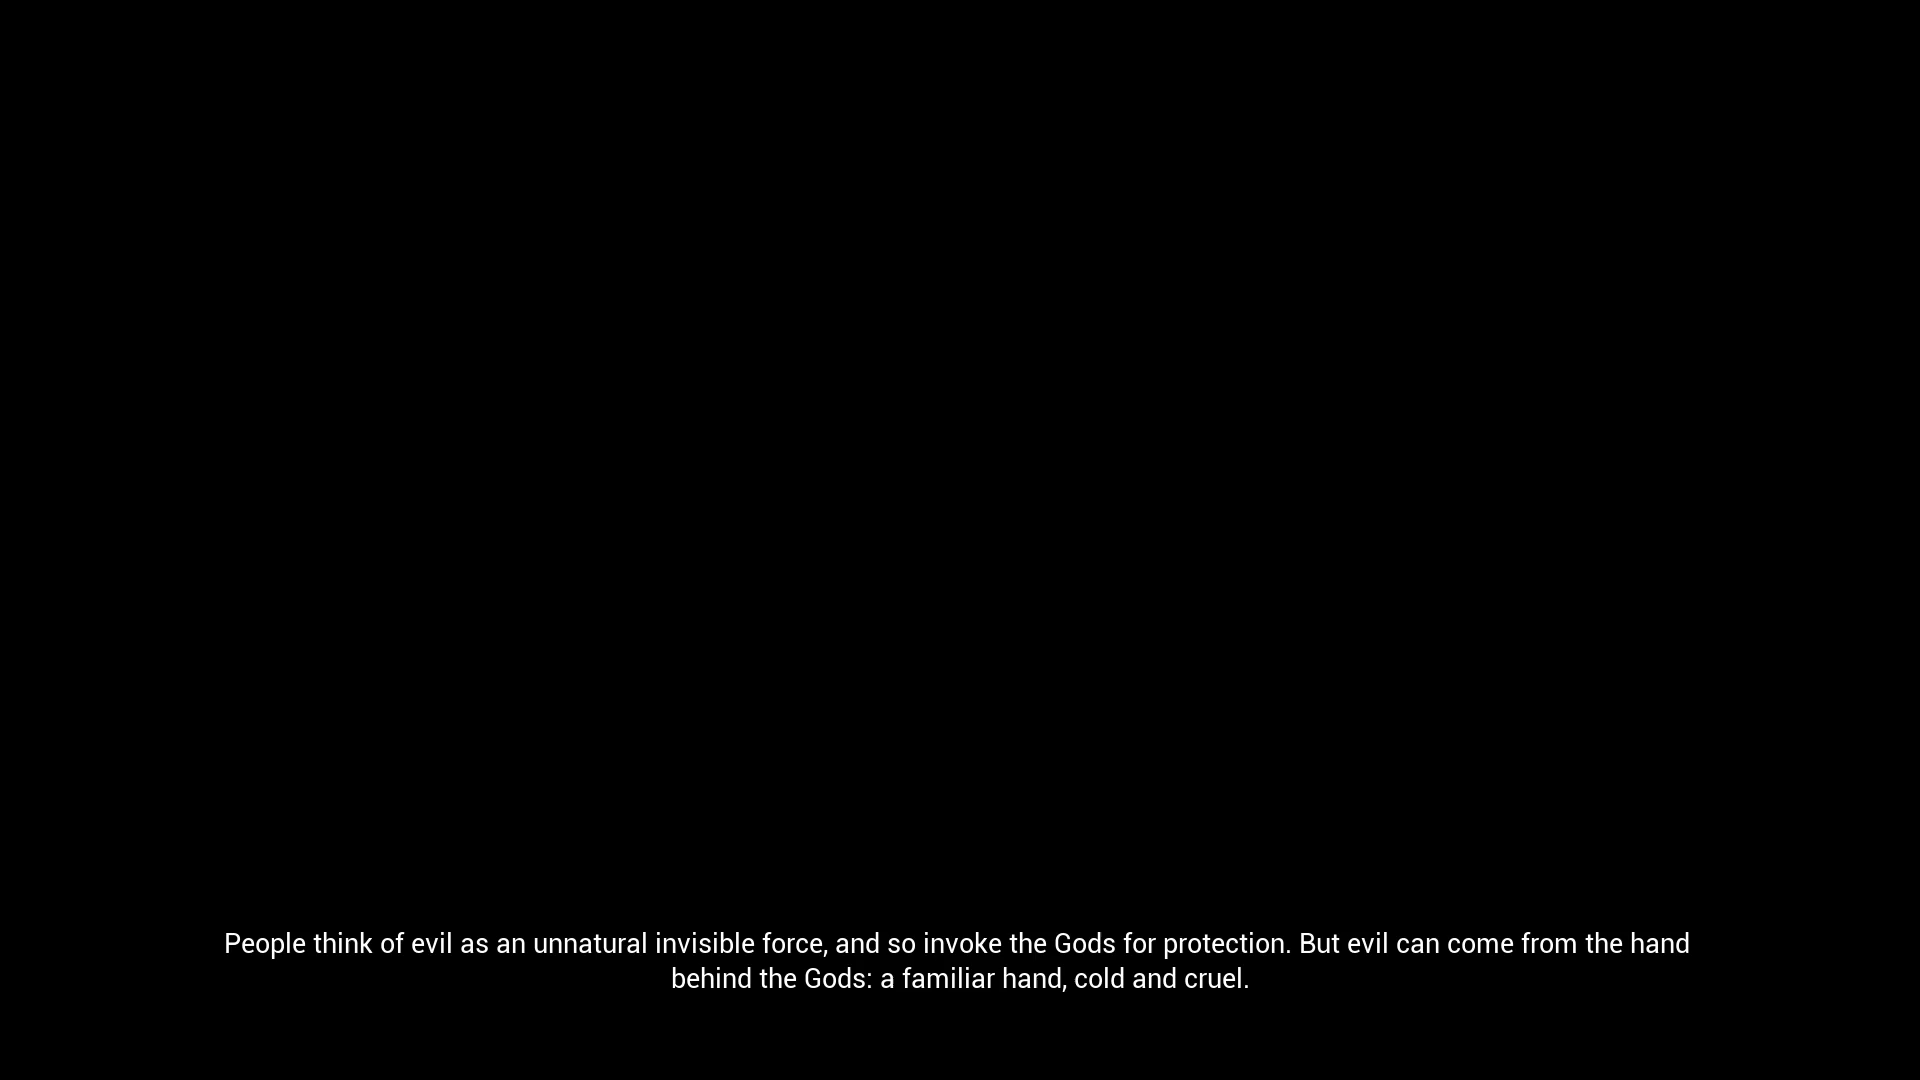 People think of evil as an unnatural invisible force, and so invoke the Gods for protection. But evil can come from the hand
behind the Gods: a familiar hand, cold and cruel.